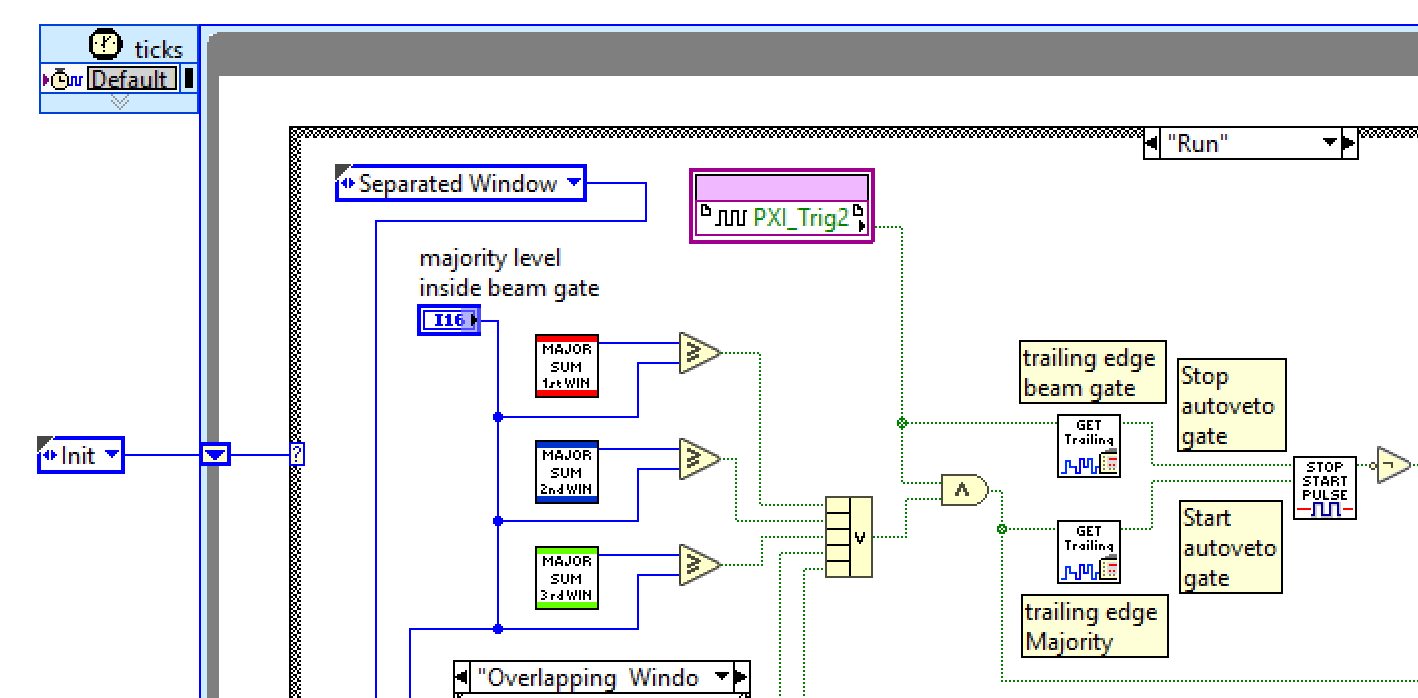 ticks
Default
"Run"
Separated Window
PXI_Trig2
majority level
inside beam gate
I16
MAJOR
SUM
1st WIN
trailing edge
beam gate
Stop
autoveto
gate
GET
Trailing
Init
?
MAJOR
SUM
2nd WIN
STOP
START
PULSE
Start
autoveto
gate
GET
Trailing
MAJOR
SUM
3rd WIN
trailing edge
Majority
"Overlapping Windo